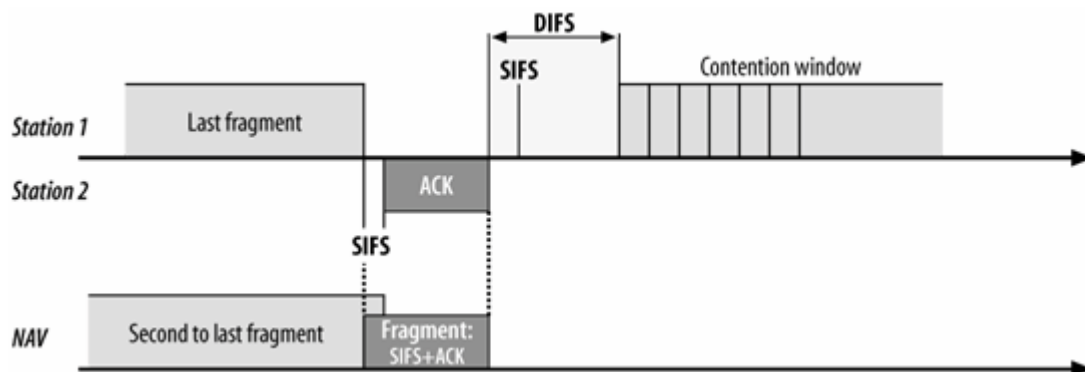 DIFS
SIFS
Contention window
Station 1
Last fragment
Station 2
ACK
SIFS
NAV
Second to last fragment
Fragment:
SIFS+ACK